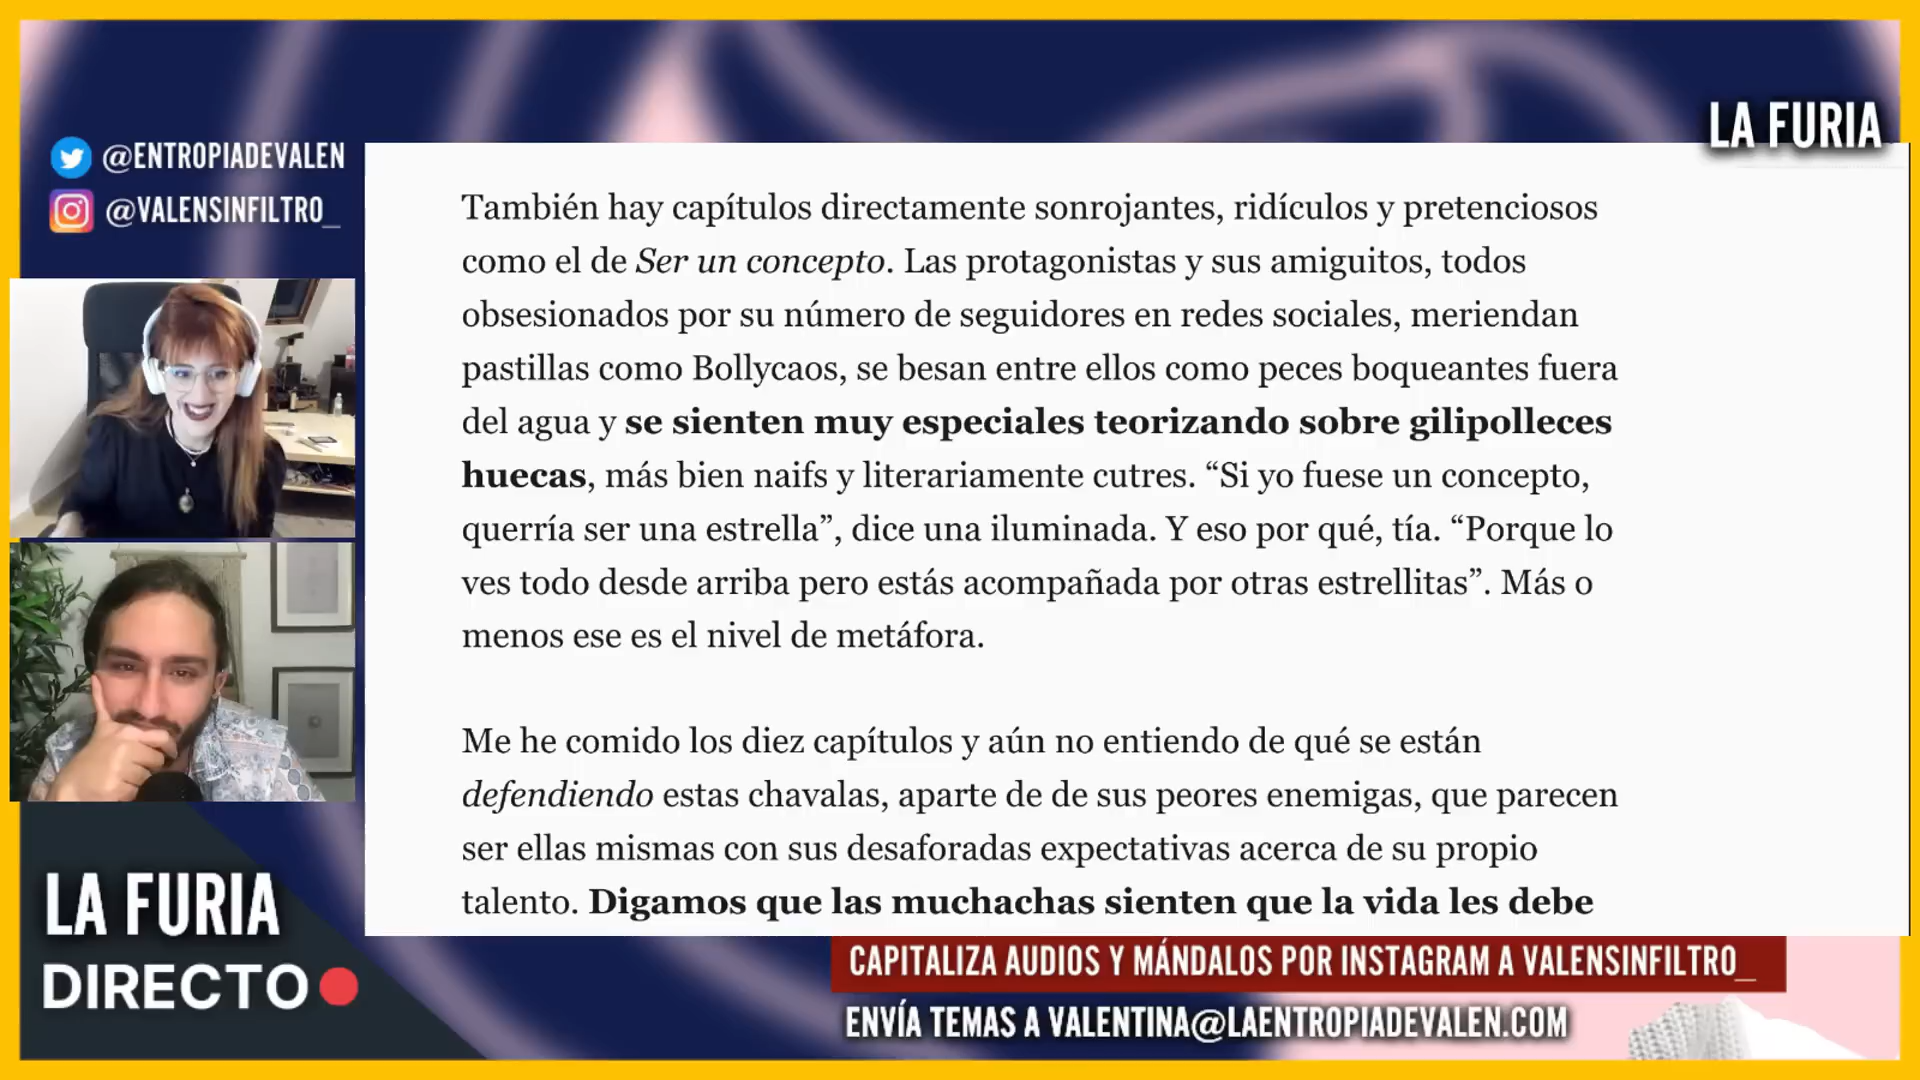 LA FURIA
@ENTROPIADEVALEN
@VALENSINFILTRO_
También hay capítulos directamente sonrojantes, ridículos y pretenciosos
como el de Ser un concepto. Las protagonistas y sus amiguitos, todos
obsesionados por su número de seguidores en redes sociales, meriendan
pastillas como Bollycaos, se besan entre ellos como peces boqueantes fuera
del agua y se sienten muy especiales teorizando sobre gilipolleces
huecas, más bien naifs y literariamente cutres. “Si yo fuese un concepto,
querría ser una estrella”, dice una iluminada. Y eso por qué, tía. “Porque lo
ves todo desde arriba pero estás acompañada por otras estrellitas”. Más o
menos ese es el nivel de metáfora.
Me he comido los diez capítulos y aún no entiendo de qué se están
defendiendo estas chavalas, aparte de de sus peores enemigas, que parecen
ser ellas mismas con sus desaforadas expectativas acerca de su propio
talento. Digamos que las muchachas sienten que la vida les debe
LA FURIA
DIRECTO
CAPITALIZA AUDIOS Y MÁNDALOS POR INSTAGRAM A VALENSINFILTRO_
ENVÍA TEMAS A VALENTINA@LAENTROPIADEVALEN.COM